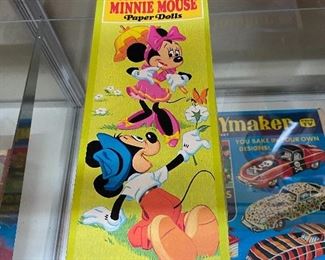 MINNIE MOUSE
Paper Dolls
ymaker
YOU BAKE IN YOUR OWN
DESIGNS!